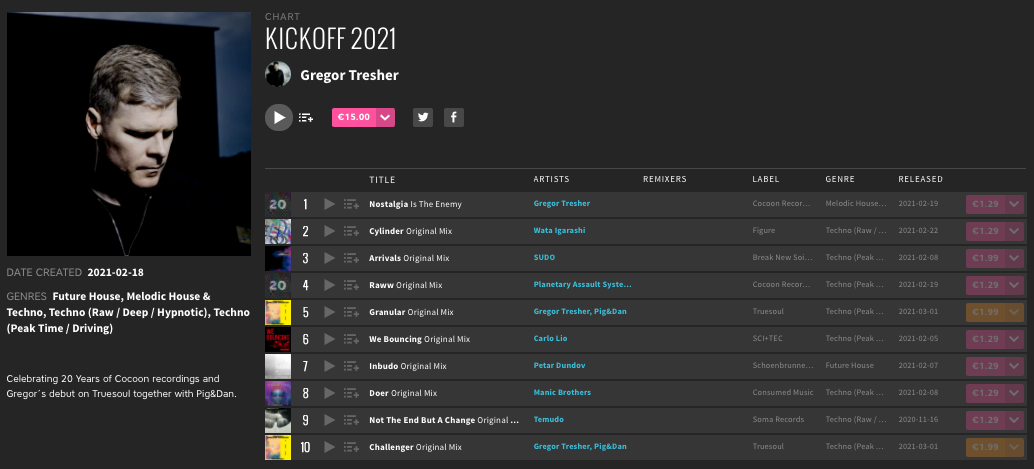 CHART
KICKOFF 2021
Gregor Tresher
€15.00
DATE CREATED 2021-02-18
GENRES Future House, Melodic House &
Techno, Techno (Raw / Deep / Hypnotic), Techno
(Peak Time / Driving)
Celebrating 20 Years of Cocoon recordings and
Gregor´s debut on Truesoul together with Pig&Dan.
TITLE ARTISTS REMIXERS LABEL GENRE RELEASED
20 1 Nostalgia Is The Enemy Gregor Tresher Cocoon Recor... Melodic House... 2021-02-19 €1.29
2 Cylinder Original Mix Wata Igarashi Figure Techno (Raw / ... 2021-02-22 €1.29
3 Arrivals Original Mix SUDO Break New Soi... Techno (Peak ... 2021-02-08 €1.99
20 4 Raww Original Mix Planetary Assault Syste... Cocoon Recor... Techno (Peak ... 2021-02-19 €1.29
5 Granular Original Mix Gregor Tresher, Pig&Dan Truesoul Techno (Peak ... 2021-03-01 €1.99
WE BOUNCING 6 We Bouncing Original Mix Carlo Lio SCI+TEC Techno (Peak ... 2021-02-05 €1.29
7 Inbudo Original Mix Petar Dundov Schoenbrunne... Future House 2021-02-07 €1.29
8 Doer Original Mix Manic Brothers Consumed Music Techno (Peak ... 2021-02-08 €1.29
9 Not The End But A Change Original ... Temudo Soma Records Techno (Raw / ... 2020-11-16 €1.29
10 Challenger Original Mix Gregor Tresher, Pig&Dan Truesoul Techno (Peak ... 2021-03-01 €1.99